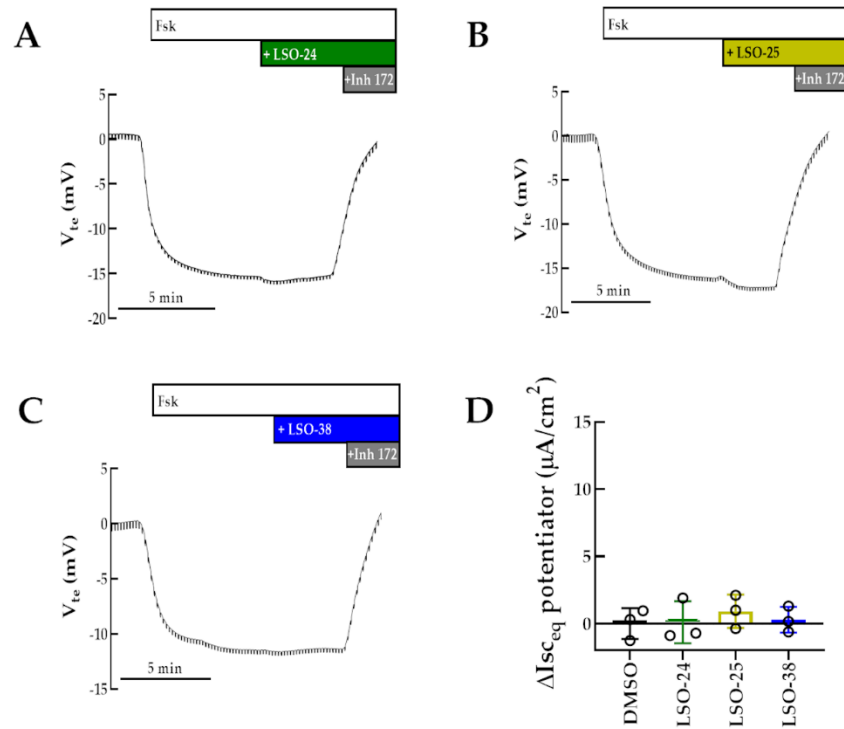 A
Fsk
+ LSO-24
+Inh 172
5
0
-5
-10
-15
-20
Vte (mV)
5 min
B
Fsk
+ LSO-25
+Inh 172
5
0
-5
-10
-15
-20
Vte (mV)
5 min
C
Fsk
+ LSO-38
+Inh 172
5
0
-5
-10
-15
Vte (mV)
5 min
D
ΔIsceq potentiator (µA/cm²)
15
10
5
0
DMSO
LSO-24
LSO-25
LSO-38